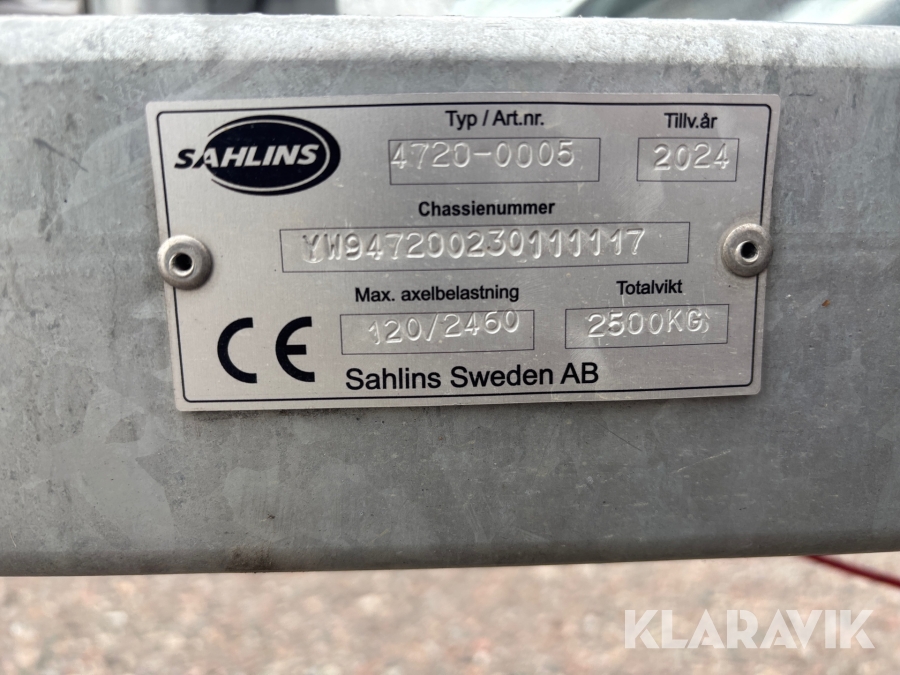 SAHLINS
Typ / Art.nr.
Tillv.år
4720-0005
2024
Chassienummer
YW947200230111117
Max. axelbelastning
Totalvikt
120/2460
2500KG
CE
Sahlins Sweden AB
KLARAVIK